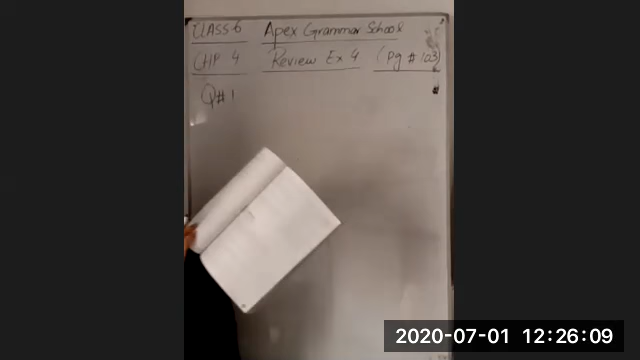 CLASS 6 Apex Grammar School
CHP 4 Review Ex 4 (Pg # 103)
Q# 1
2020-07-01 12:26:09